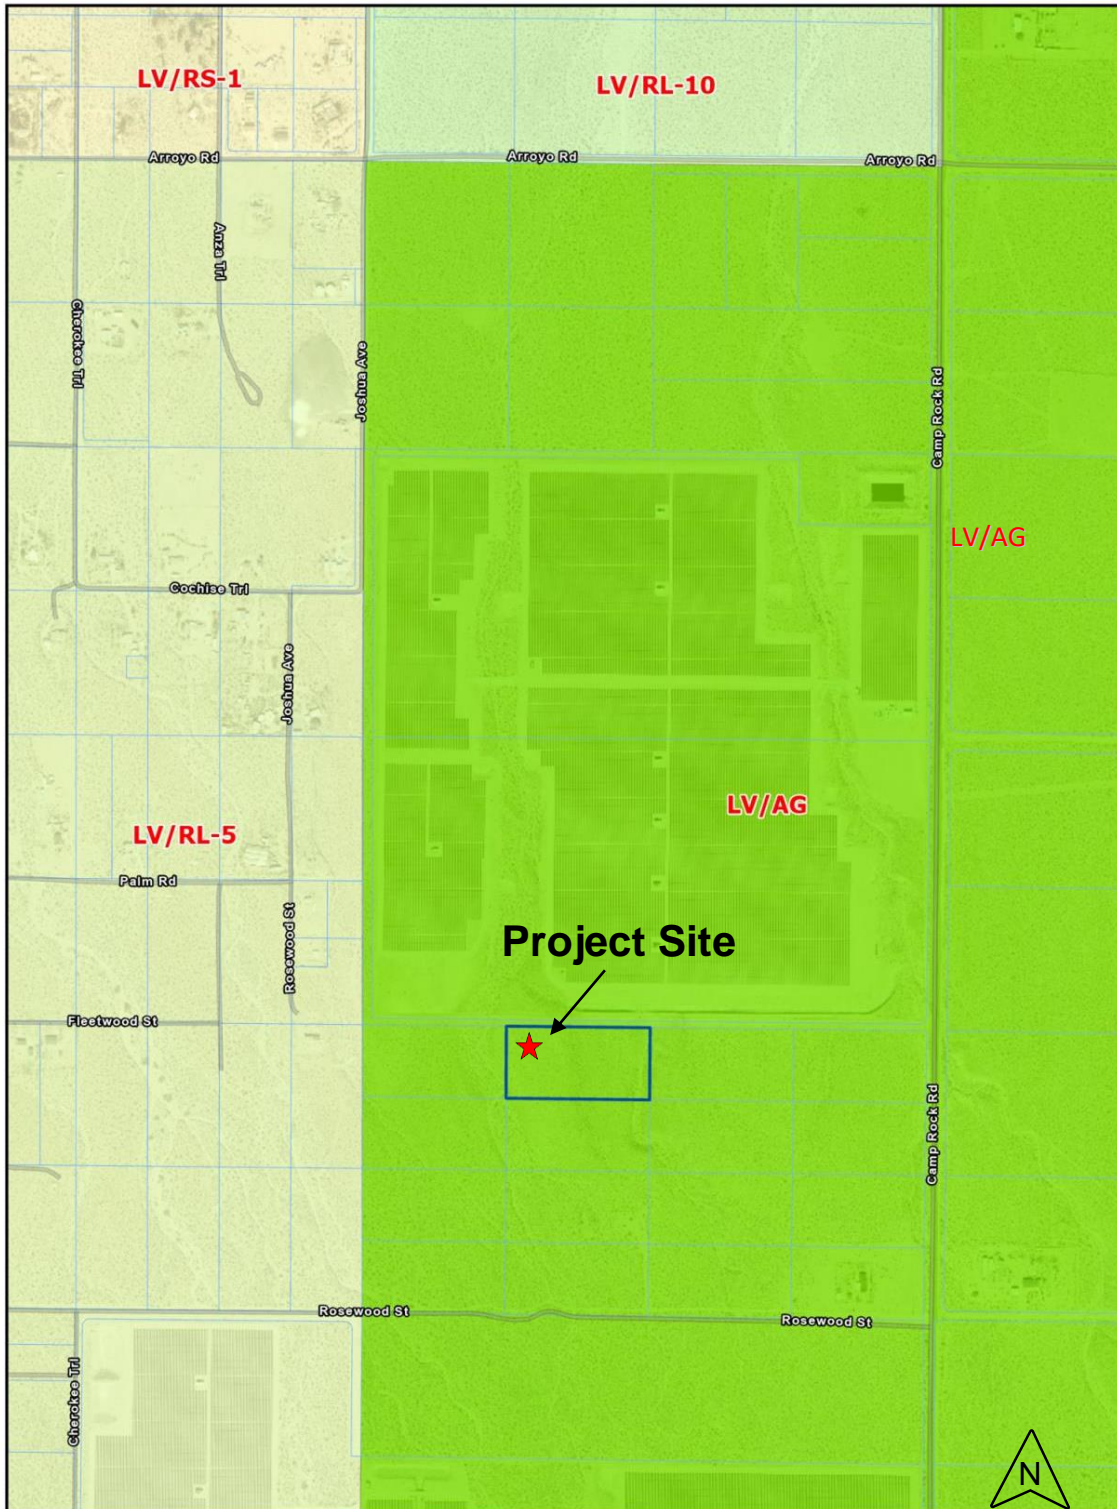 LV/RS-1
LV/RL-10
Arroyo Rd
Arroyo Rd
Arroyo Rd
Anza Trl
Cherokee Trl
Joshua Ave
Camp Rock Rd
LV/AG
Cochise Trl
Joshua Ave
LV/AG
LV/RL-5
Palm Rd
Rosewood St
Project Site
Fleetwood St
Camp Rock Rd
Rosewood St
Rosewood St
Cherokee Trl
N